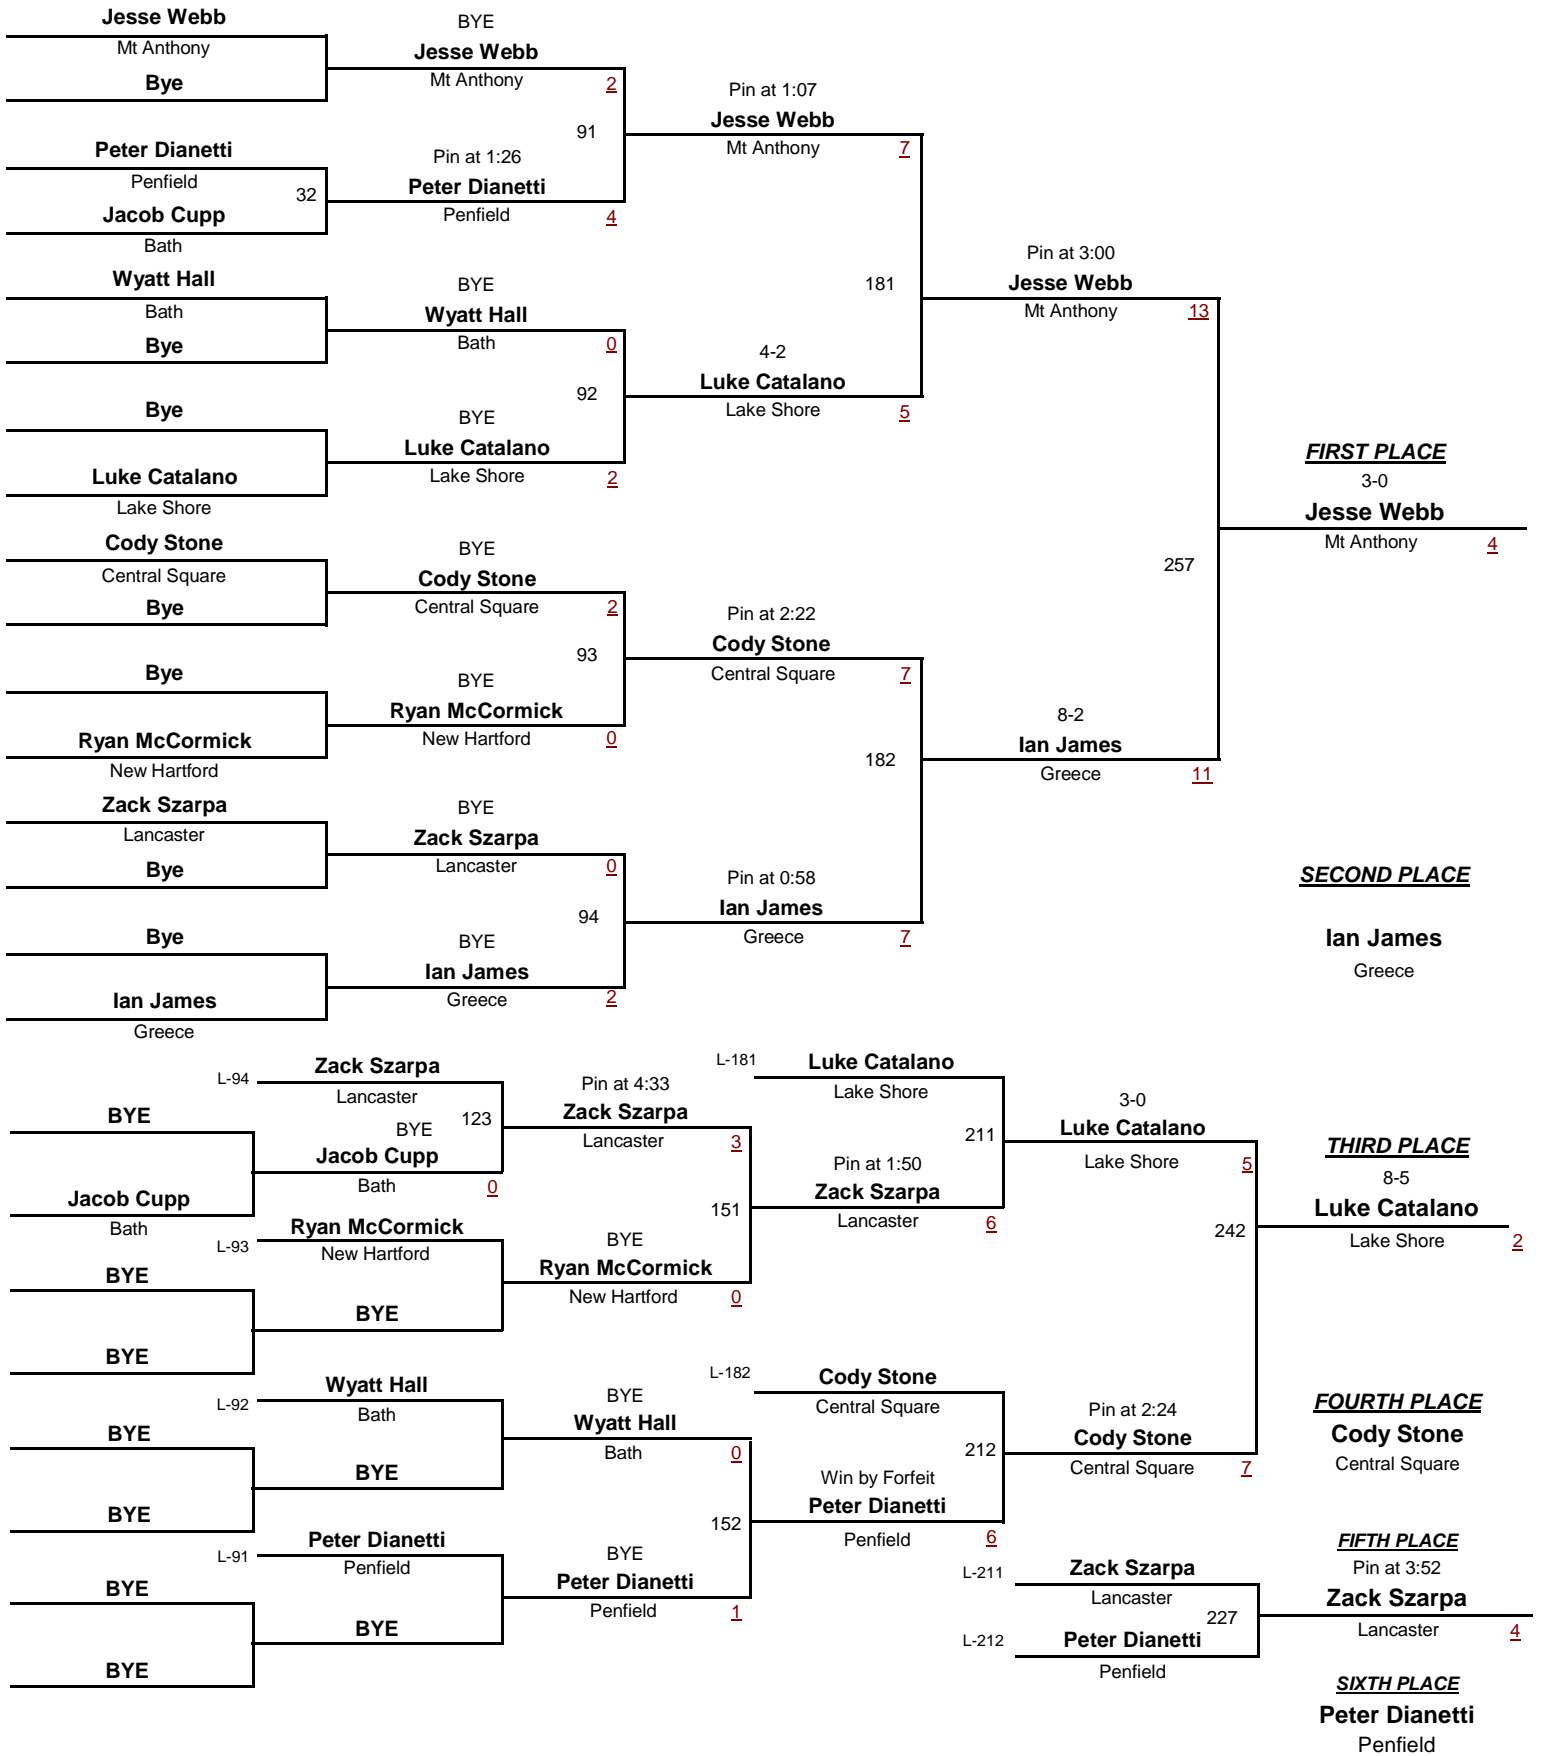 Jesse Webb
Mt Anthony
Bye
Peter Dianetti
Penfield
32
Jacob Cupp
Bath
Wyatt Hall
Bath
Bye
Bye
Luke Catalano
Lake Shore
Cody Stone
Central Square
Bye
Bye
Ryan McCormick
New Hartford
Zack Szarpa
Lancaster
Bye
Bye
Ian James
Greece
BYE
Jesse Webb
Mt Anthony
2
91
Pin at 1:26
Peter Dianetti
Penfield
4
BYE
Wyatt Hall
Bath
0
92
BYE
Luke Catalano
Lake Shore
2
BYE
Cody Stone
Central Square
2
93
BYE
Ryan McCormick
New Hartford
0
BYE
Zack Szarpa
Lancaster
0
94
BYE
Ian James
Greece
2
Pin at 1:07
Jesse Webb
Mt Anthony
7
181
4-2
Luke Catalano
Lake Shore
5
Pin at 2:22
Cody Stone
Central Square
7
182
Pin at 0:58
Ian James
Greece
7
Pin at 3:00
Jesse Webb
Mt Anthony
13
257
8-2
Ian James
Greece
11
FIRST PLACE
3-0
Jesse Webb
Mt Anthony
4
SECOND PLACE
Ian James
Greece
BYE
Jacob Cupp
Bath
BYE
BYE
BYE
BYE
BYE
BYE
L-94
Zack Szarpa
Lancaster
123
BYE
Jacob Cupp
Bath
0
L-93
Ryan McCormick
New Hartford
BYE
L-92
Wyatt Hall
Bath
BYE
L-91
Peter Dianetti
Penfield
BYE
Pin at 4:33
Zack Szarpa
Lancaster
3
151
BYE
Ryan McCormick
New Hartford
0
BYE
Wyatt Hall
Bath
0
152
BYE
Peter Dianetti
Penfield
1
L-181
Luke Catalano
Lake Shore
211
Pin at 1:50
Zack Szarpa
Lancaster
6
L-182
Cody Stone
Central Square
212
Win by Forfeit
Peter Dianetti
Penfield
6
3-0
Luke Catalano
Lake Shore
5
242
Pin at 2:24
Cody Stone
Central Square
7
L-211
Zack Szarpa
Lancaster
227
L-212
Peter Dianetti
Penfield
THIRD PLACE
8-5
Luke Catalano
Lake Shore
2
FOURTH PLACE
Cody Stone
Central Square
FIFTH PLACE
Pin at 3:52
Zack Szarpa
Lancaster
4
SIXTH PLACE
Peter Dianetti
Penfield